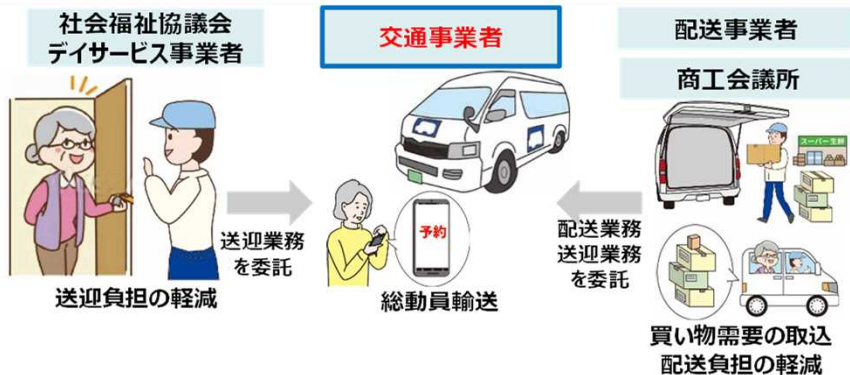 社会福祉協議会
デイサービス事業者
送迎業務
を委託
送迎負担の軽減
交通事業者
予約
総動員輸送
配送事業者
商工会議所
スーパー生鮮
配送業務
送迎業務
を委託
買い物需要の取込
配送負担の軽減